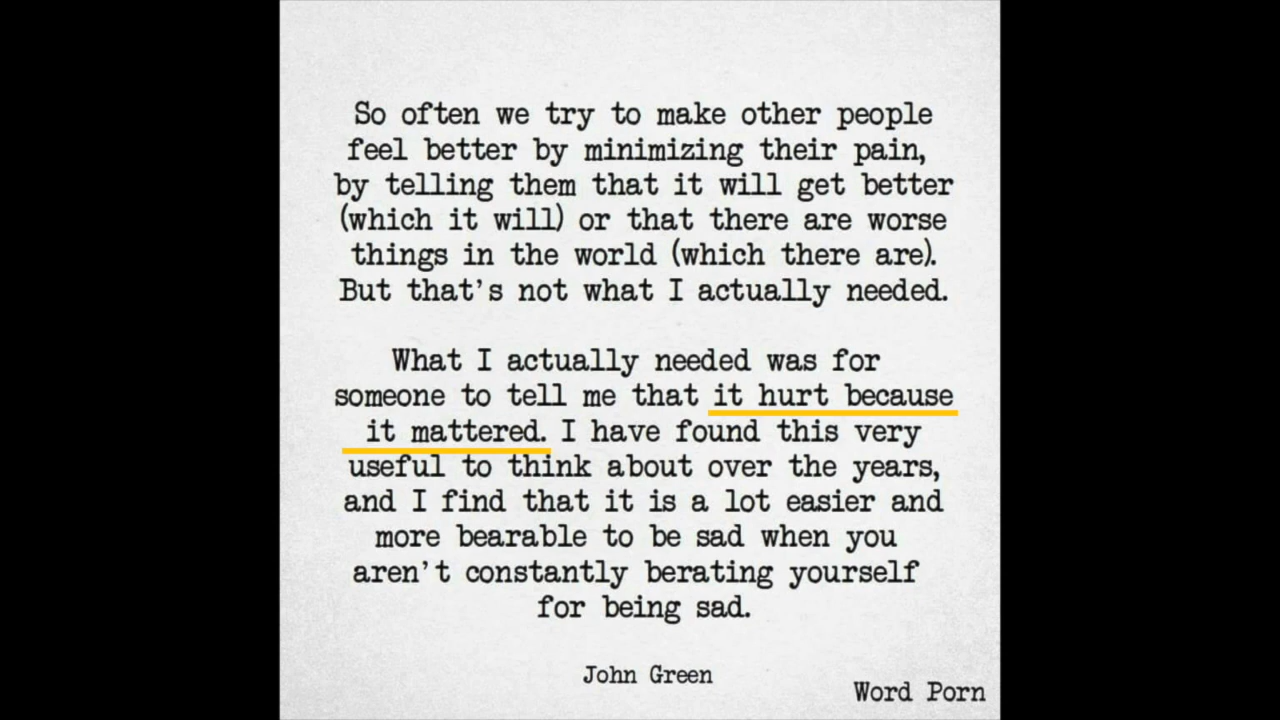 So often we try to make other people
feel better by minimizing their pain,
by telling them that it will get better
(which it will) or that there are worse
things in the world (which there are).
But that's not what I actually needed.
What I actually needed was for
someone to tell me that it hurt because
it mattered. I have found this very
useful to think about over the years,
and I find that it is a lot easier and
more bearable to be sad when you
aren't constantly berating yourself
for being sad.
John Green
Word Porn